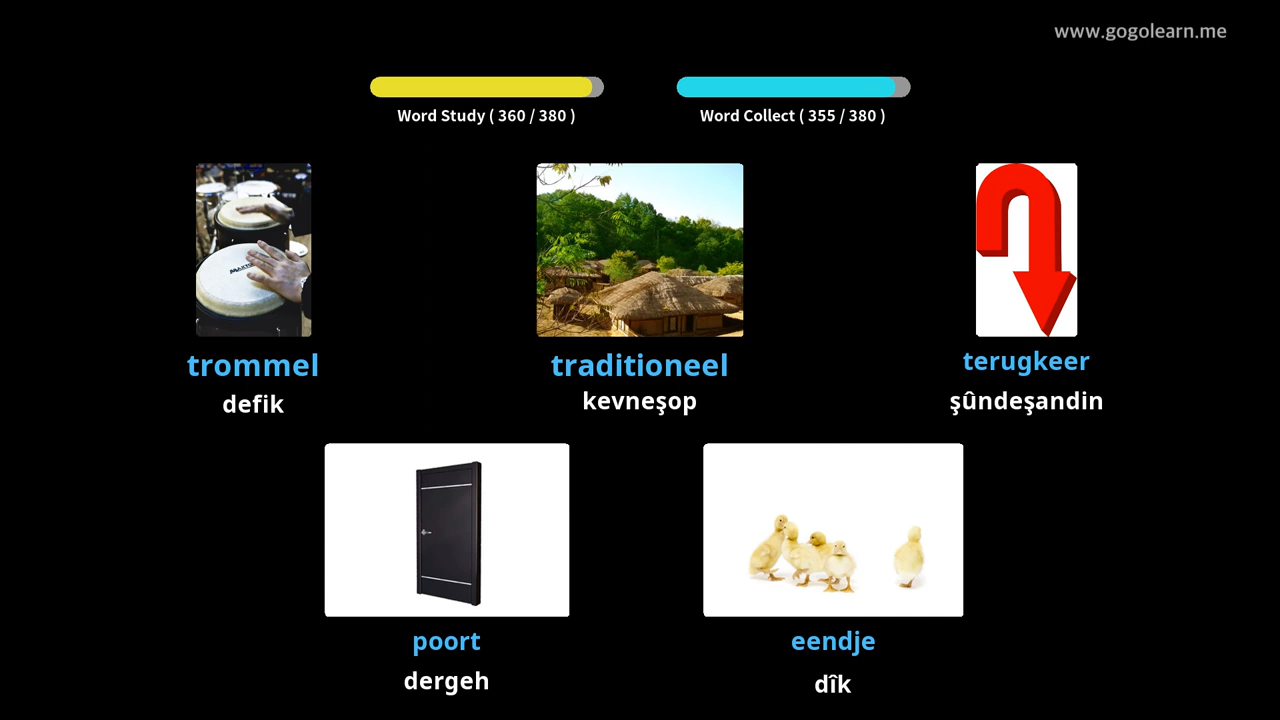 www.gogolearn.me
Word Study ( 360 / 380 )
Word Collect ( 355 / 380 )
trommel
traditioneel
terugkeer
defik
kevneşop
şûndeşandin
poort
eendje
dergeh
dîk